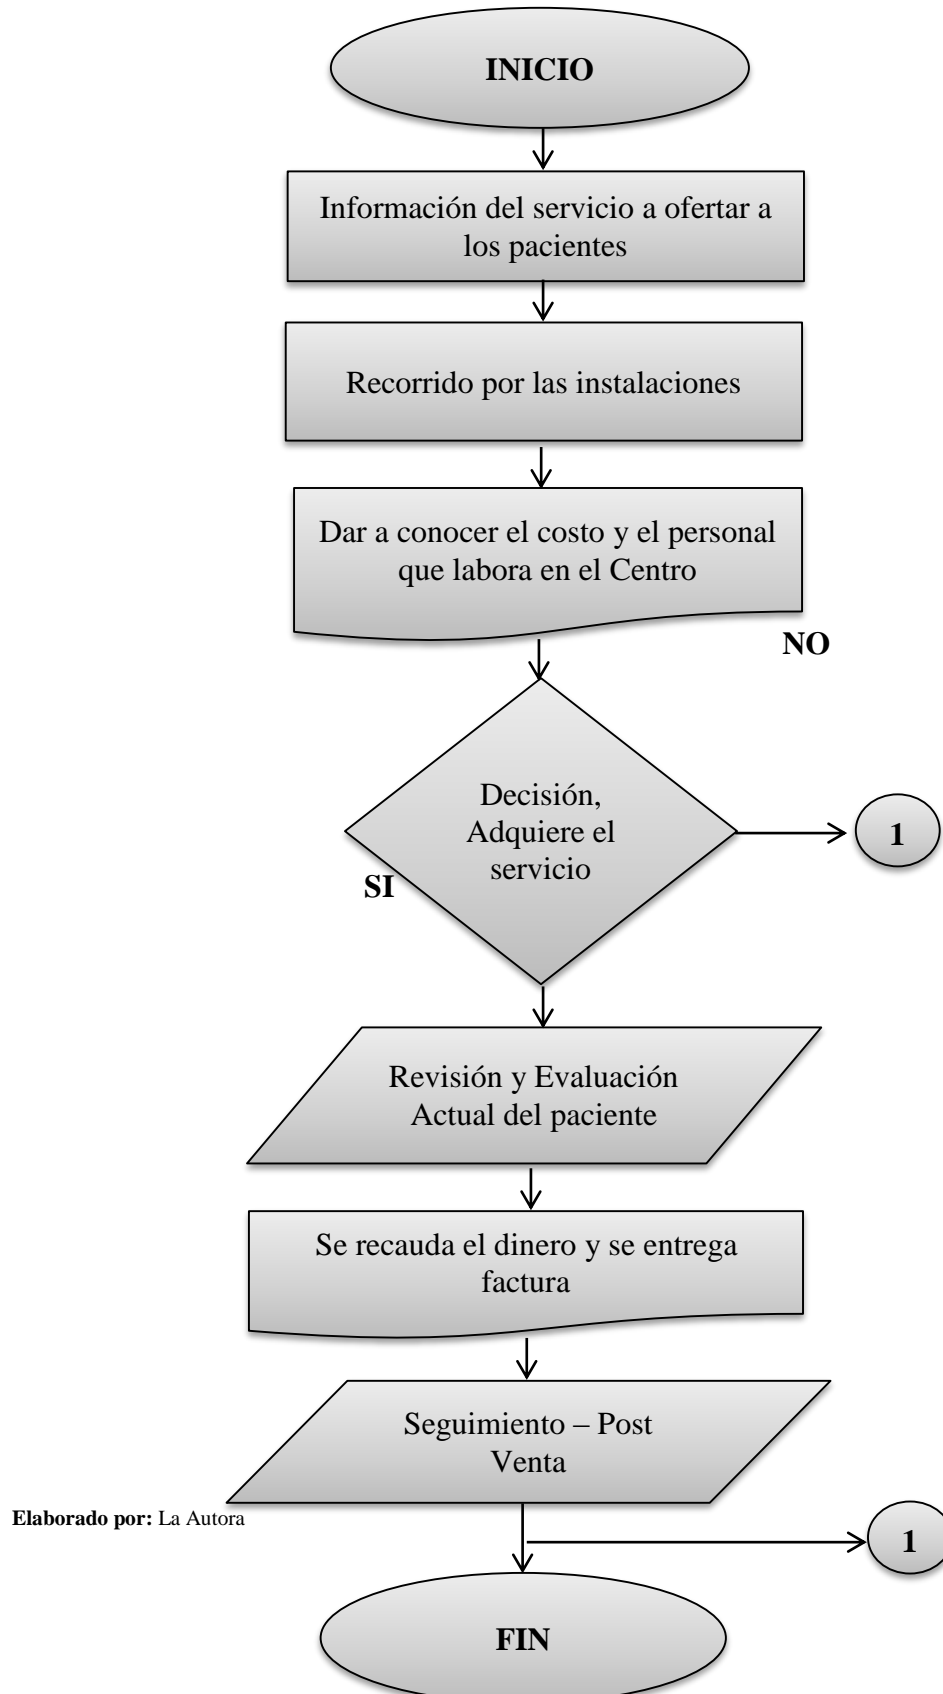 INICIO
Información del servicio a ofertar a
los pacientes
Recorrido por las instalaciones
Dar a conocer el costo y el personal
que labora en el Centro
NO
Decisión,
Adquiere el
servicio
1
SI
Revisión y Evaluación
Actual del paciente
Se recauda el dinero y se entrega
factura
Seguimiento – Post
Venta
Elaborado por: La Autora
1
FIN